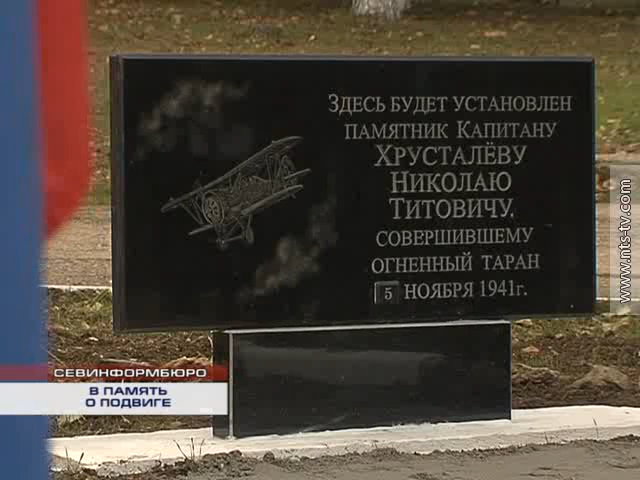 Здесь будет установлен
памятник Капитану
Хрусталёву
Николаю
Титовичу,
совершившему
огненный таран
5 ноября 1941г.
www.nts-tv.com
СЕВИНФОРМБЮРО
В ПАМЯТЬ
О ПОДВИГЕ